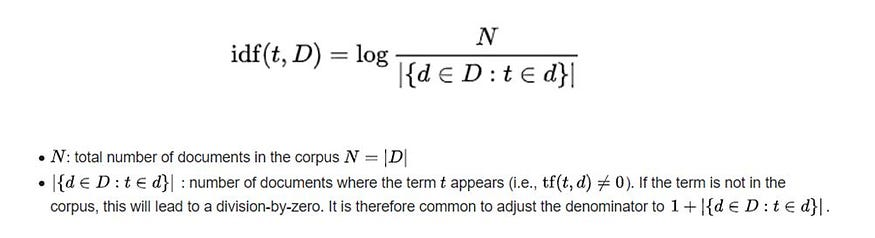 idf(t, D) = log N / |{d ∈ D : t ∈ d}|
• N: total number of documents in the corpus N = |D|
• |{d ∈ D : t ∈ d}| : number of documents where the term t appears (i.e., tf(t, d) ≠ 0). If the term is not in the
corpus, this will lead to a division-by-zero. It is therefore common to adjust the denominator to 1 + |{d ∈ D : t ∈ d}|.